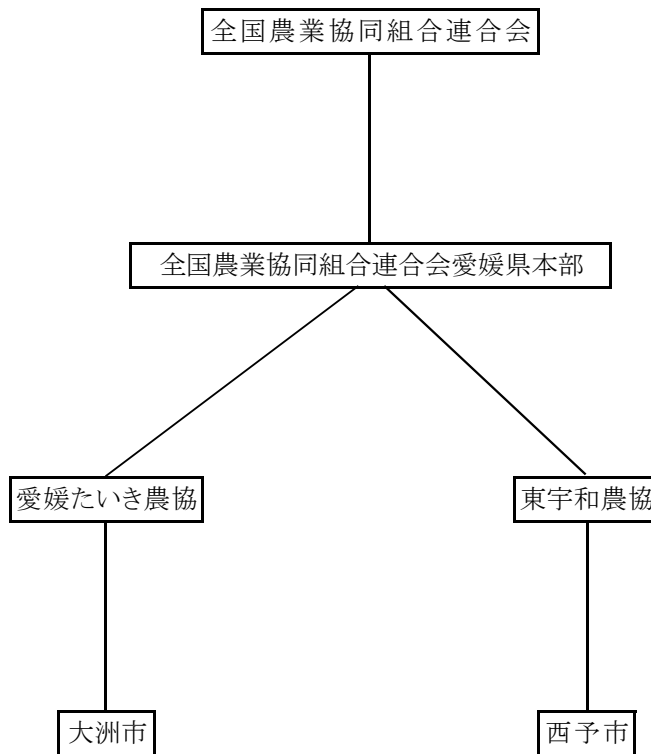 全国農業協同組合連合会
全国農業協同組合連合会愛媛県本部
愛媛たいき農協
東宇和農協
大洲市
西予市